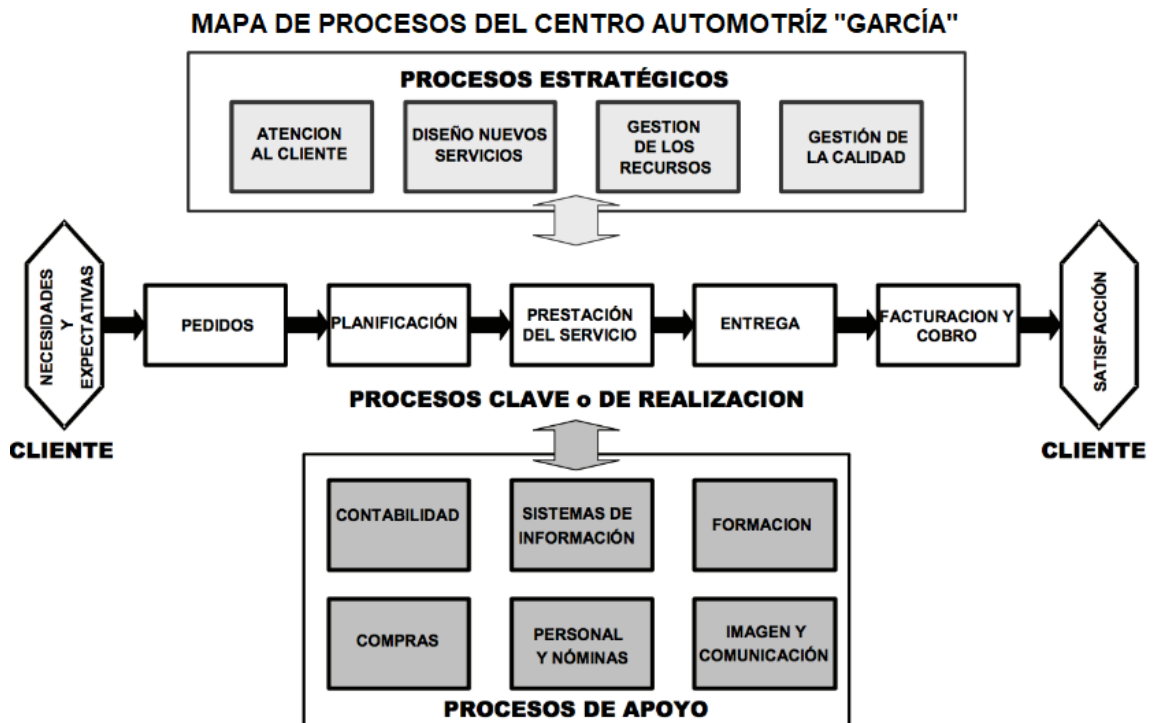 MAPA DE PROCESOS DEL CENTRO AUTOMOTRÍZ "GARCÍA"
PROCESOS ESTRATÉGICOS
ATENCION
AL CLIENTE
DISEÑO NUEVOS
SERVICIOS
GESTION
DE LOS
RECURSOS
GESTIÓN DE
LA CALIDAD
NECESIDADES
Y
EXPECTATIVAS
CLIENTE
PEDIDOS
PLANIFICACIÓN
PRESTACIÓN
DEL SERVICIO
ENTREGA
FACTURACION Y
COBRO
SATISFACCIÓN
CLIENTE
PROCESOS CLAVE o DE REALIZACION
CONTABILIDAD
SISTEMAS DE
INFORMACIÓN
FORMACION
COMPRAS
PERSONAL
Y NÓMINAS
IMAGEN Y
COMUNICACIÓN
PROCESOS DE APOYO